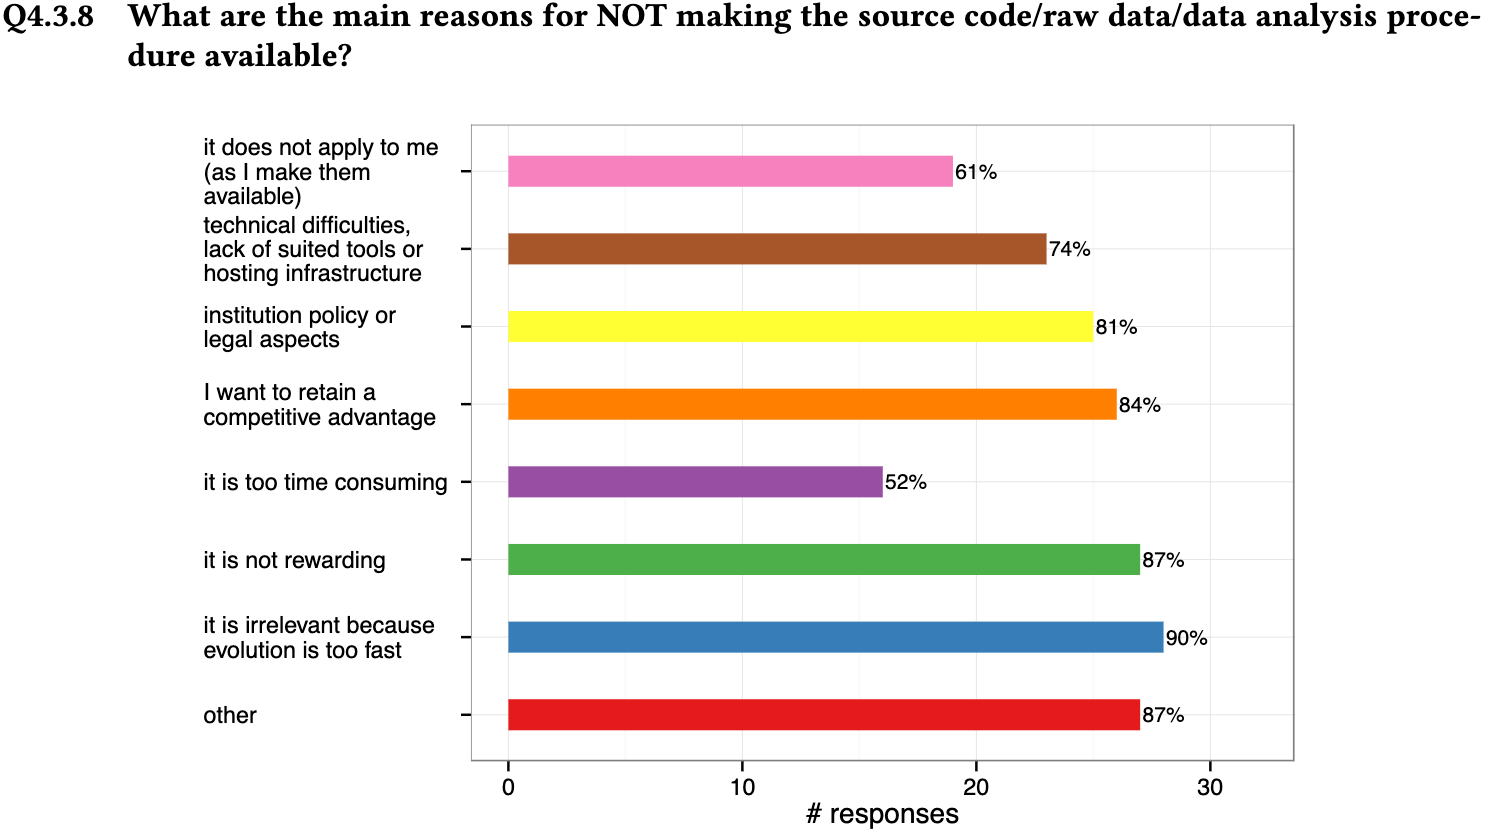 Q4.3.8 What are the main reasons for NOT making the source code/raw data/data analysis proce-
dure available?
it does not apply to me
(as I make them
available)
61%
technical difficulties,
lack of suited tools or
hosting infrastructure
74%
institution policy or
legal aspects
81%
I want to retain a
competitive advantage
84%
it is too time consuming
52%
it is not rewarding
87%
it is irrelevant because
evolution is too fast
90%
other
87%
0 10 20 30
# responses